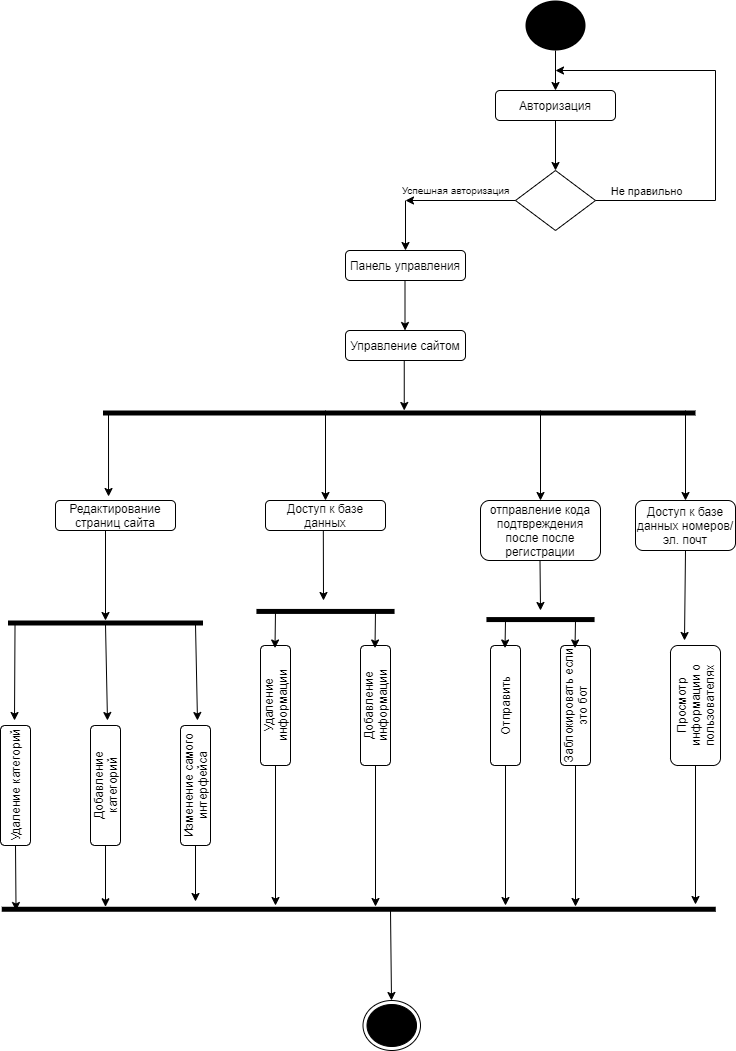 Авторизация
Успешная авторизация
Не правильно
Панель управления
Управление сайтом
Редактирование
страниц сайта
Доступ к базе
данных
отправление кода
подтвреждения
после после
регистрации
Доступ к базе
данных номеров/
эл. почт
Удаление категорий
Добавление
категорий
Изменение самого
интерфейса
Удаление
информации
Добавление
информации
Отправить
Заблокировать если
это бот
Просмотр
информации о
пользователях